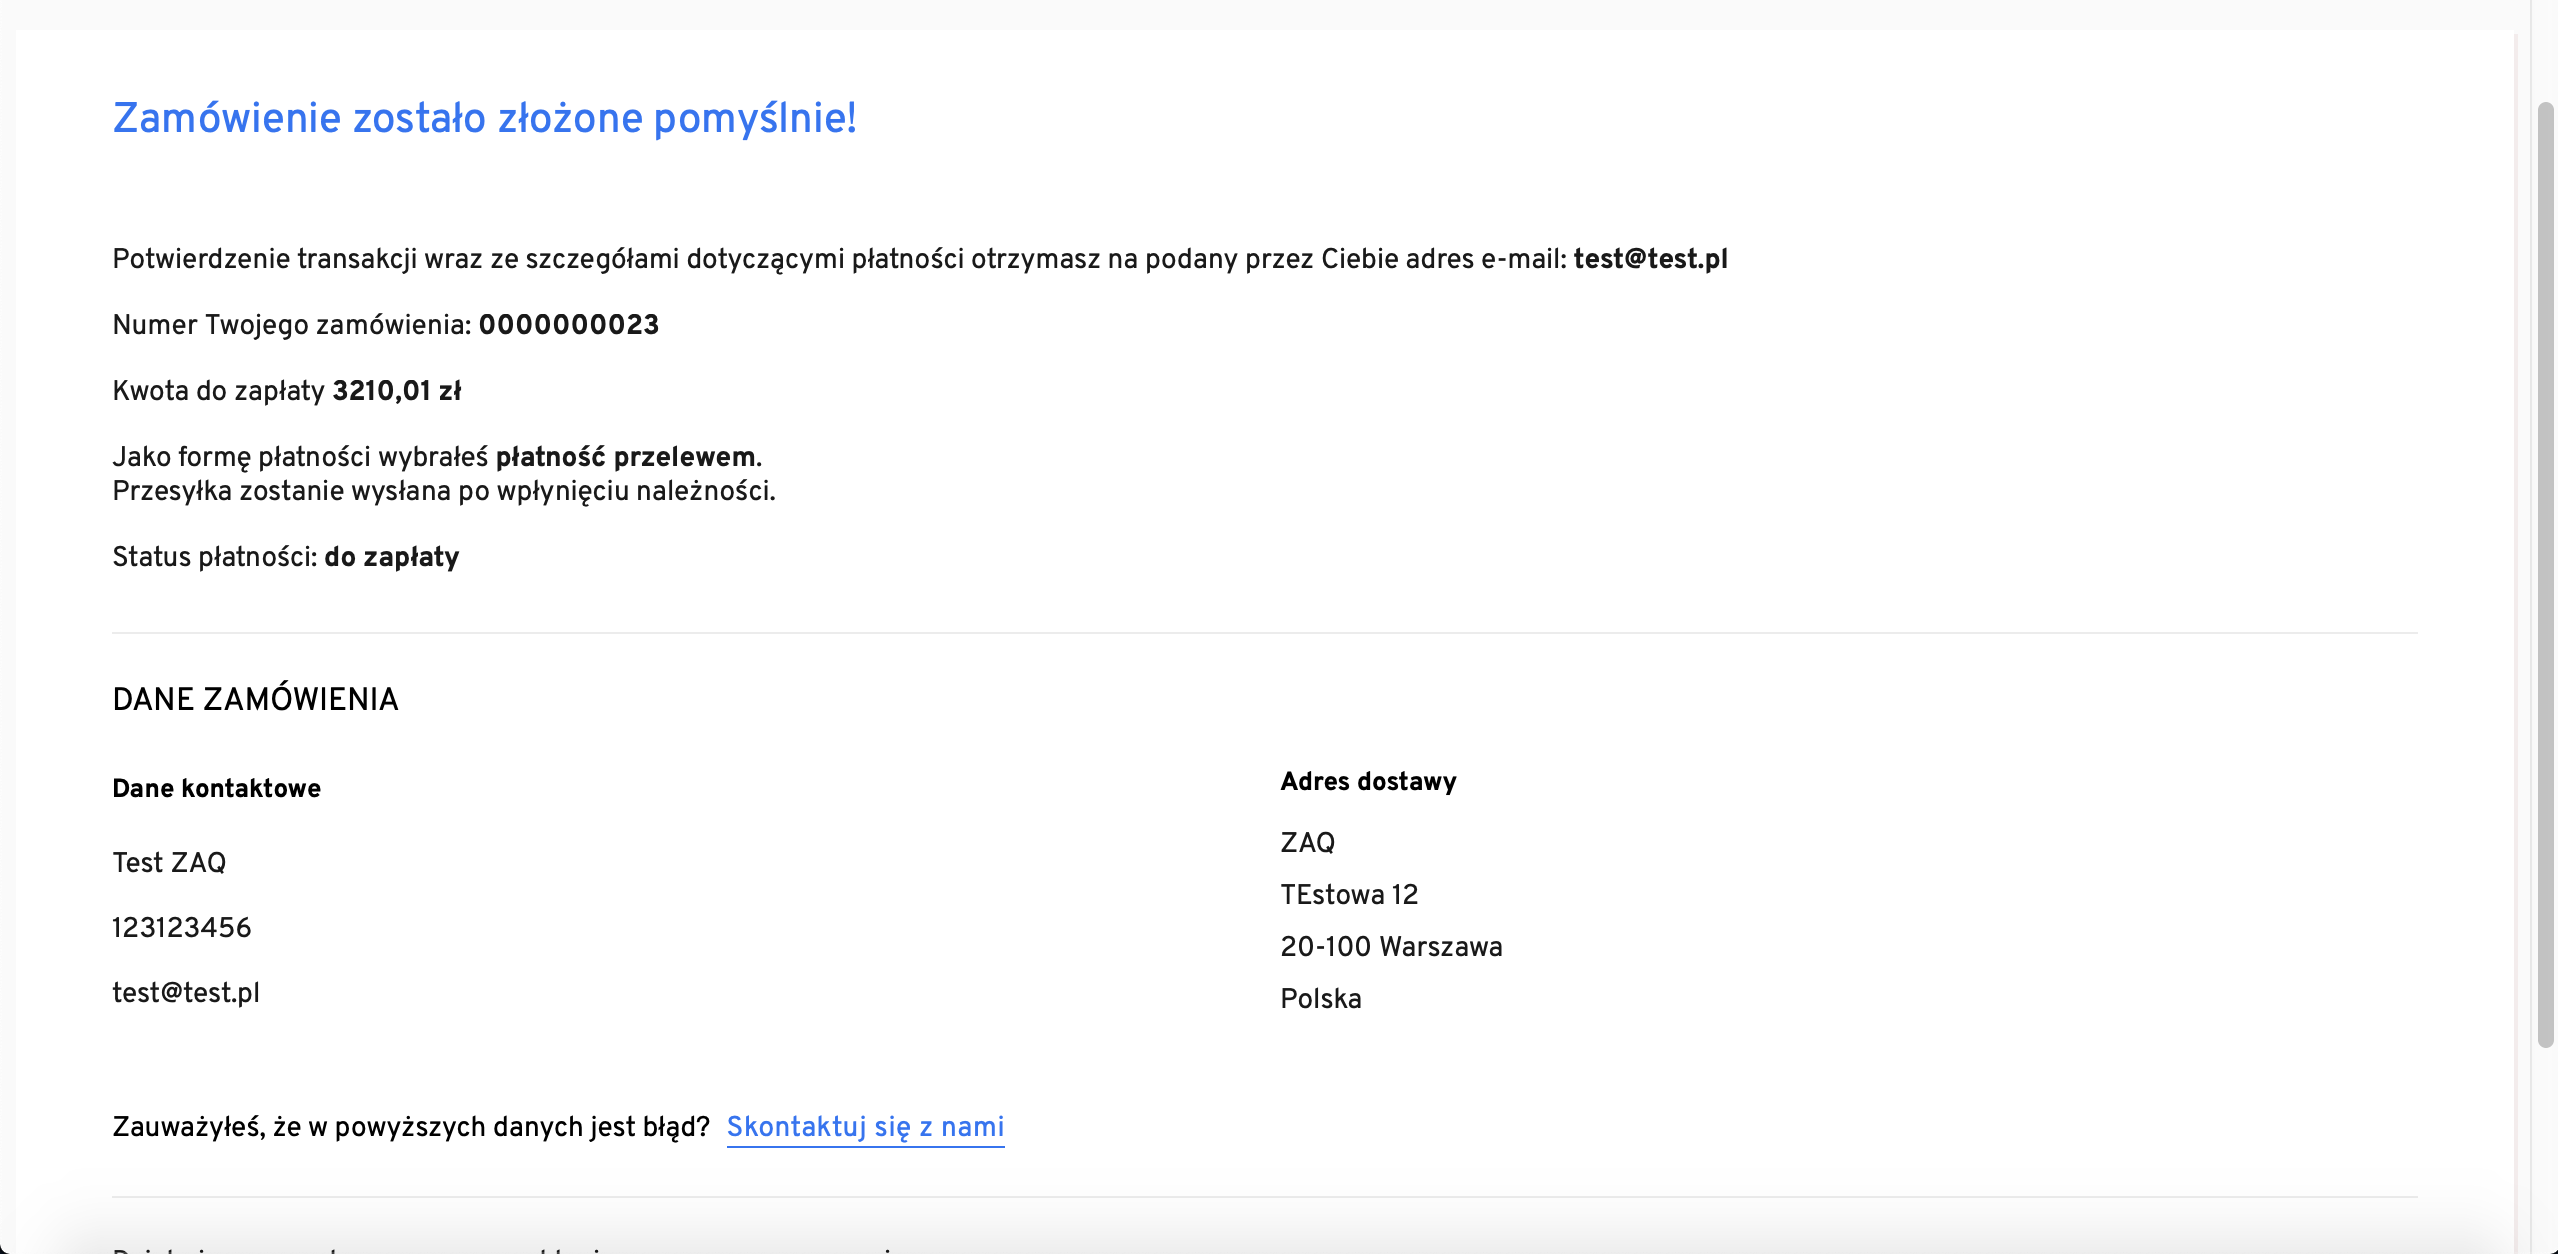 Zamówienie zostało złożone pomyślnie!
Potwierdzenie transakcji wraz ze szczegółami dotyczącymi płatności otrzymasz na podany przez Ciebie adres e-mail: test@test.pl
Numer Twojego zamówienia: 0000000023
Kwota do zapłaty 3210,01 zł
Jako formę płatności wybrałeś płatność przelewem.
Przesyłka zostanie wysłana po wpłynięciu należności.
Status płatności: do zapłaty
DANE ZAMÓWIENIA
Dane kontaktowe
Test ZAQ
123123456
test@test.pl
Adres dostawy
ZAQ
TEstowa 12
20-100 Warszawa
Polska
Zauważyłeś, że w powyższych danych jest błąd? Skontaktuj się z nami